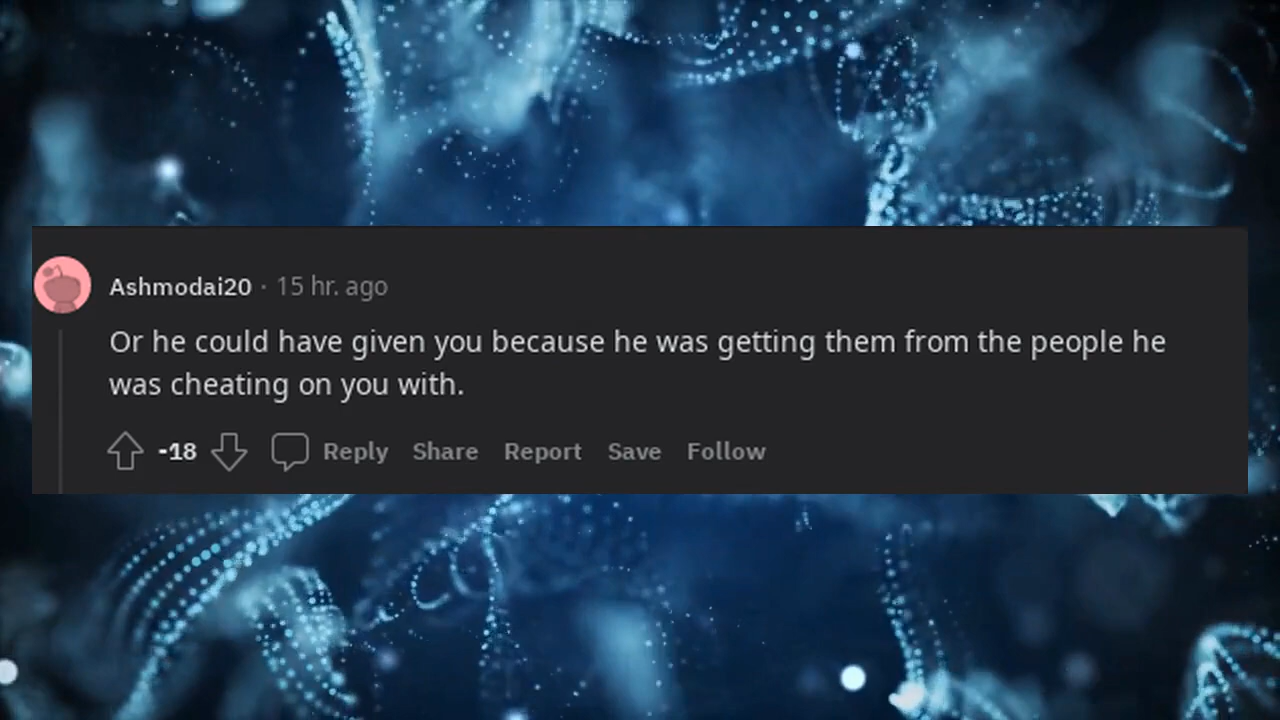 Ashmodai20 · 15 hr. ago
Or he could have given you because he was getting them from the people he
was cheating on you with.
-18 Reply Share Report Save Follow